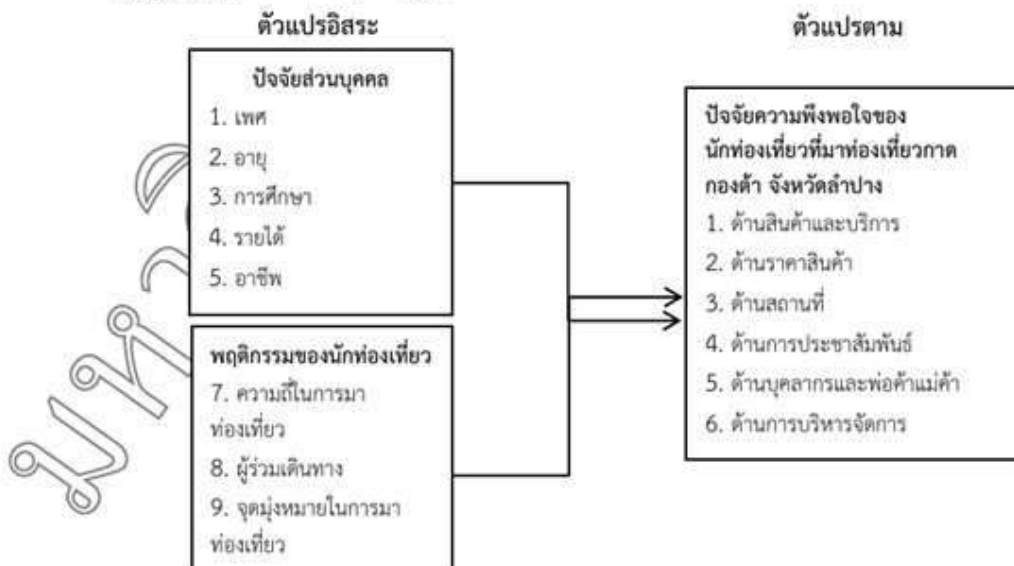 ตัวแปรอิสระ
ปัจจัยส่วนบุคคล
1. เพศ
2. อายุ
3. การศึกษา
4. รายได้
5. อาชีพ
พฤติกรรมของนักท่องเที่ยว
7. ความถี่ในการมา
ท่องเที่ยว
8. ผู้ร่วมเดินทาง
9. จุดมุ่งหมายในการมา
ท่องเที่ยว
ตัวแปรตาม
ปัจจัยความพึงพอใจของ
นักท่องเที่ยวที่มาท่องเที่ยวกาด
กองต้า จังหวัดลำปาง
1. ด้านสินค้าและบริการ
2. ด้านราคาสินค้า
3. ด้านสถานที่
4. ด้านการประชาสัมพันธ์
5. ด้านบุคลากรและพ่อค้าแม่ค้า
6. ด้านการบริหารจัดการ